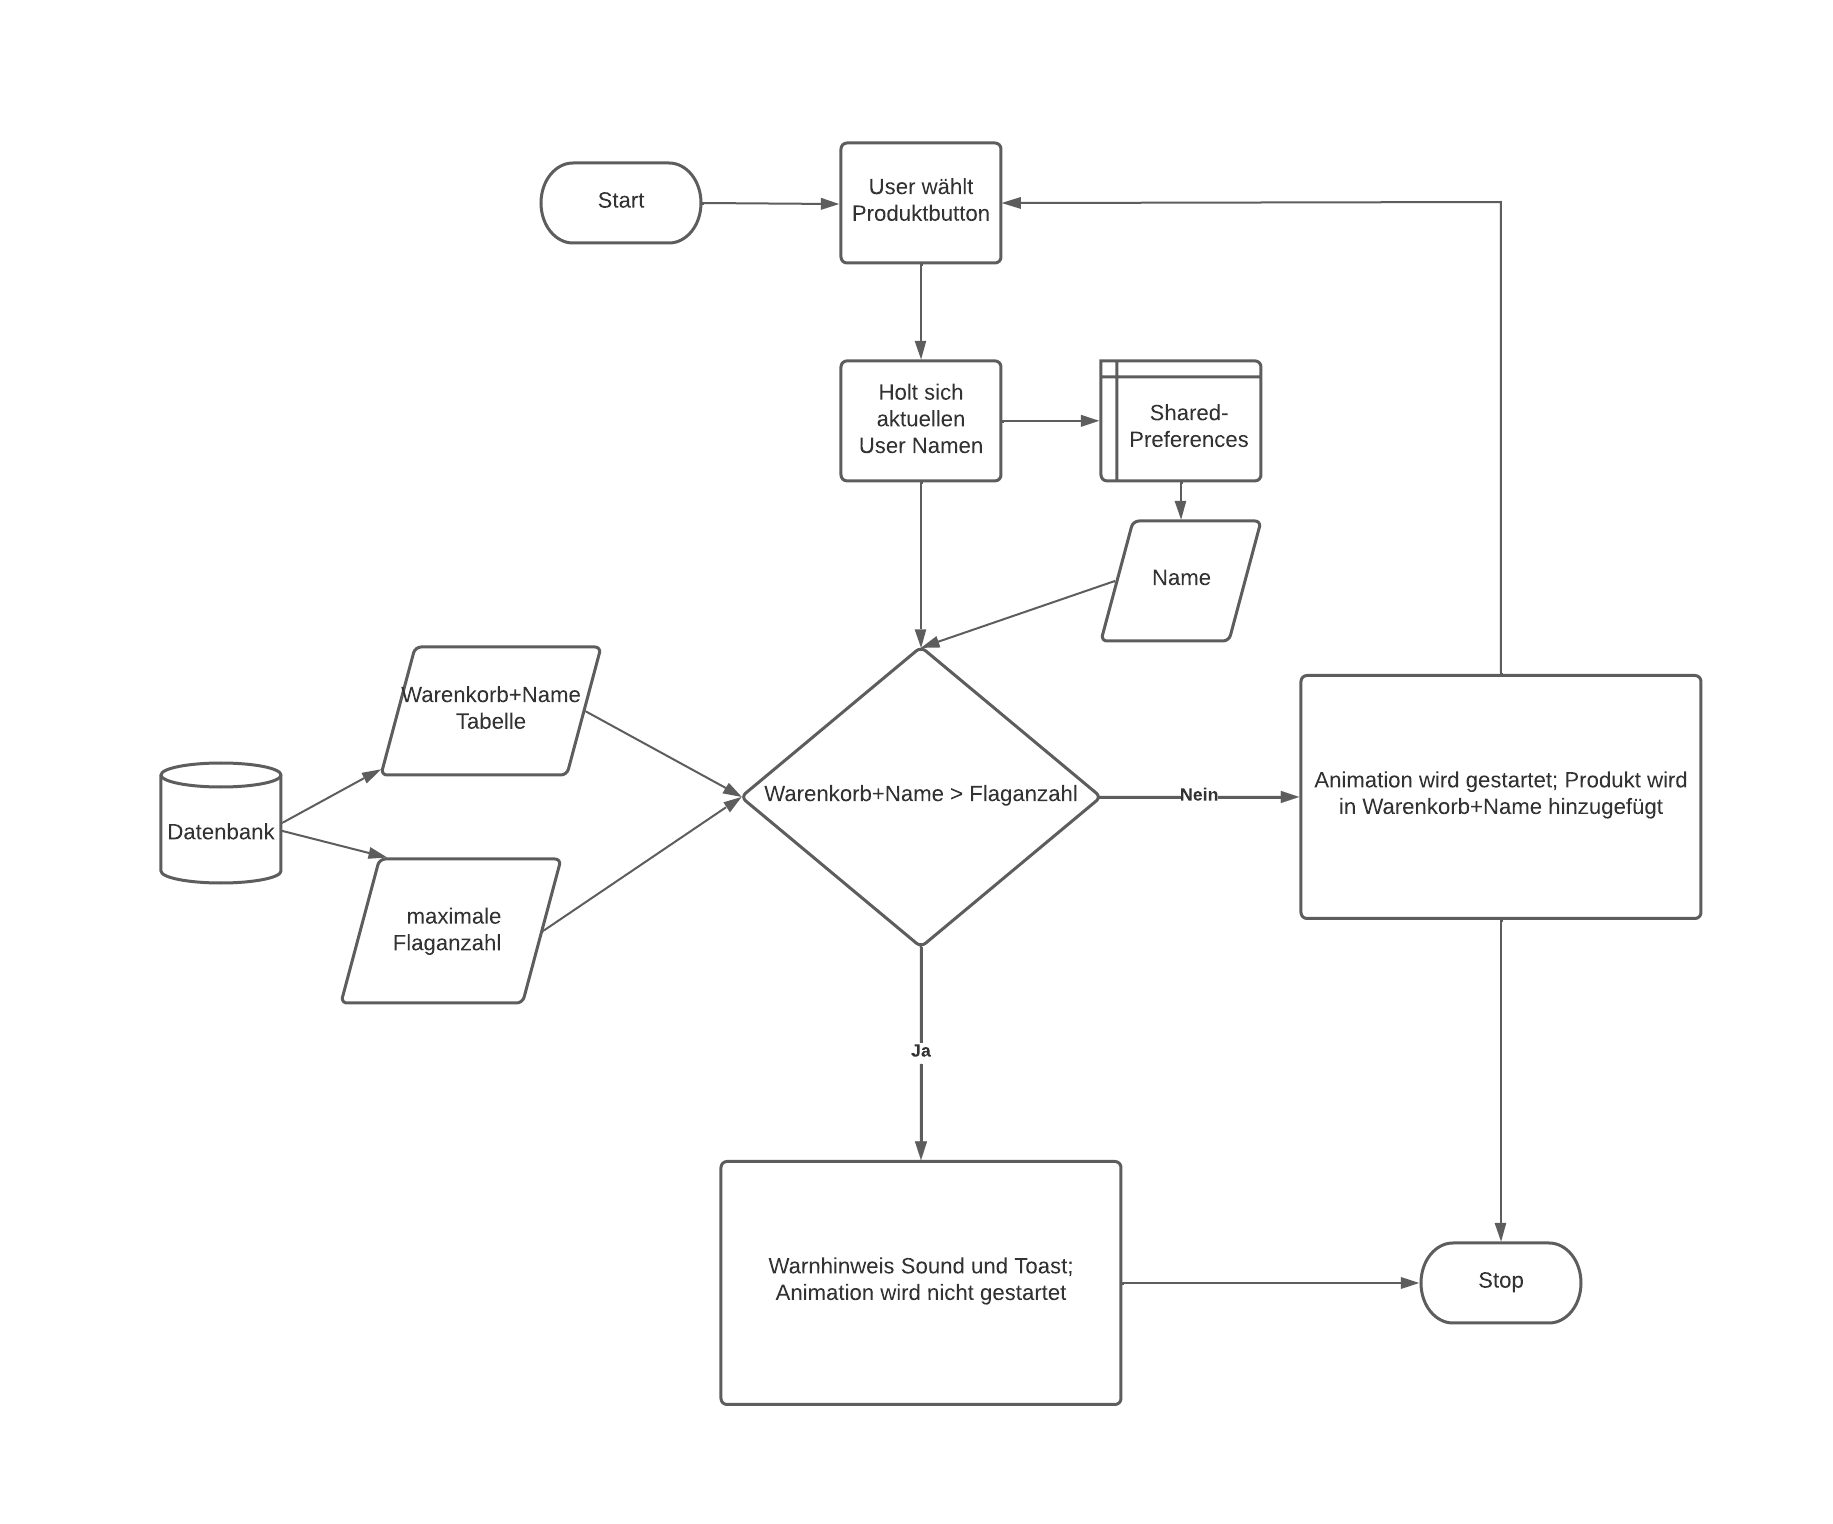 Start
User wählt
Produktbutton
Holt sich
aktuellen
User Namen
Shared-
Preferences
Name
Warenkorb+Name
Tabelle
Datenbank
maximale
Flaganzahl
Warenkorb+Name > Flaganzahl
Nein
Animation wird gestartet; Produkt wird
in Warenkorb+Name hinzugefügt
Ja
Warnhinweis Sound und Toast;
Animation wird nicht gestartet
Stop